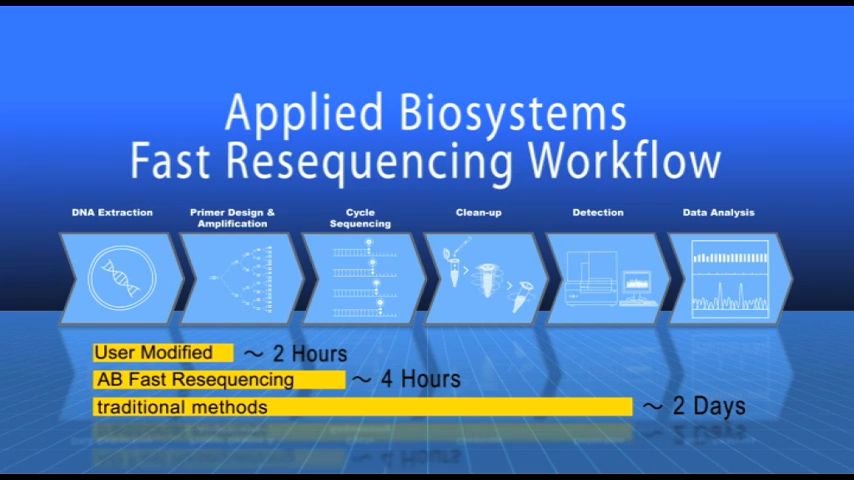 Applied Biosystems
Fast Resequencing Workflow
DNA Extraction
Primer Design &
Amplification
Cycle
Sequencing
Clean-up
Detection
Data Analysis
User Modified ~ 2 Hours
AB Fast Resequencing ~ 4 Hours
traditional methods ~ 2 Days